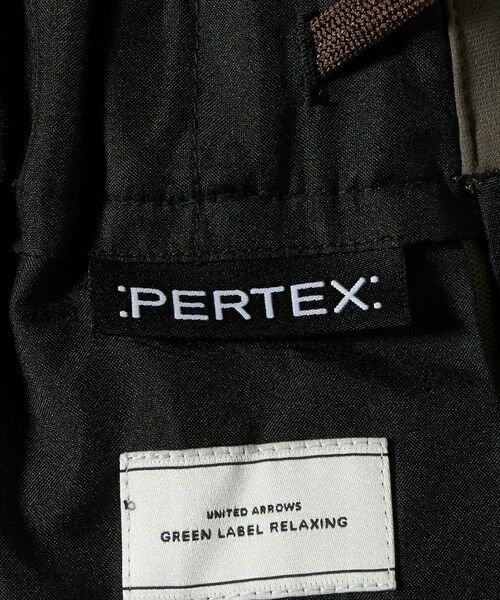 :PERTEX:
UNITED ARROWS
GREEN LABEL RELAXING